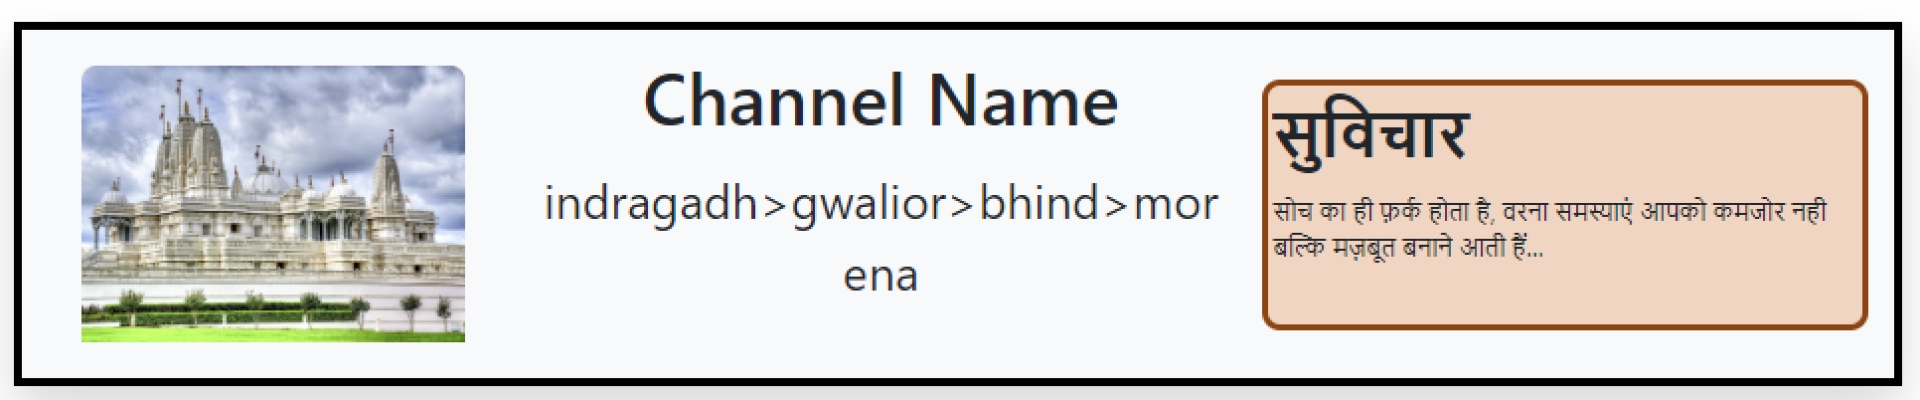 Channel Name
indragadh>gwalior>bhind>mor
ena
सुविचार
सोच का ही फ़र्क होता है, वरना समस्याएं आपको कमजोर नही
बल्कि मज़बूत बनाने आती हैं...